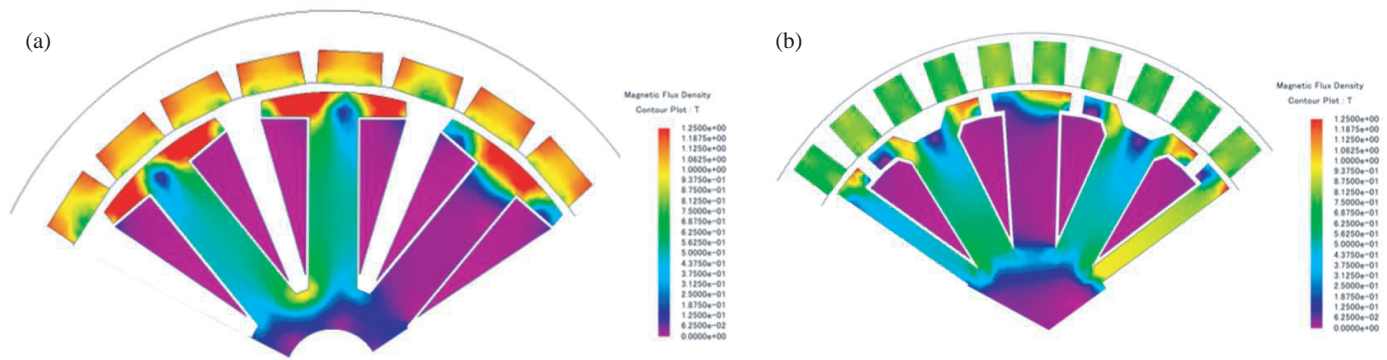 (a)
Magnetic Flux Density
Contour Plot : T
1.2500e+00
1.1875e+00
1.1250e+00
1.0625e+00
1.0000e+00
9.3750e-01
8.7500e-01
8.1250e-01
7.5000e-01
6.8750e-01
6.2500e-01
5.6250e-01
5.0000e-01
4.3750e-01
3.7500e-01
3.1250e-01
2.5000e-01
1.8750e-01
1.2500e-01
6.2500e-02
0.0000e+00
(b)
Magnetic Flux Density
Contour Plot : T
1.2500e+00
1.1875e+00
1.1250e+00
1.0625e+00
1.0000e+00
9.3750e-01
8.7500e-01
8.1250e-01
7.5000e-01
6.8750e-01
6.2500e-01
5.6250e-01
5.0000e-01
4.3750e-01
3.7500e-01
3.1250e-01
2.5000e-01
1.8750e-01
1.2500e-01
6.2500e-02
0.0000e+00